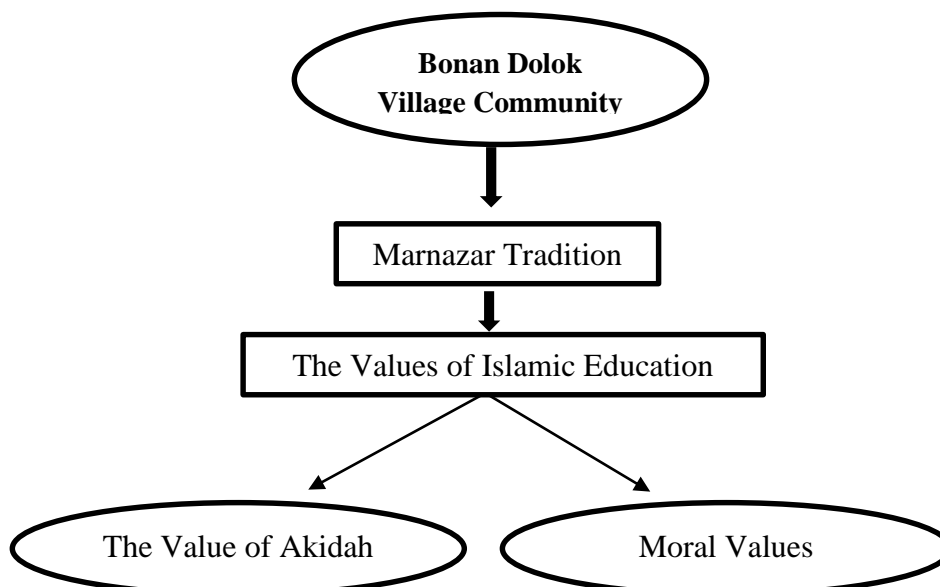 Bonan Dolok
Village Community
Marnazar Tradition
The Values of Islamic Education
The Value of Akidah
Moral Values